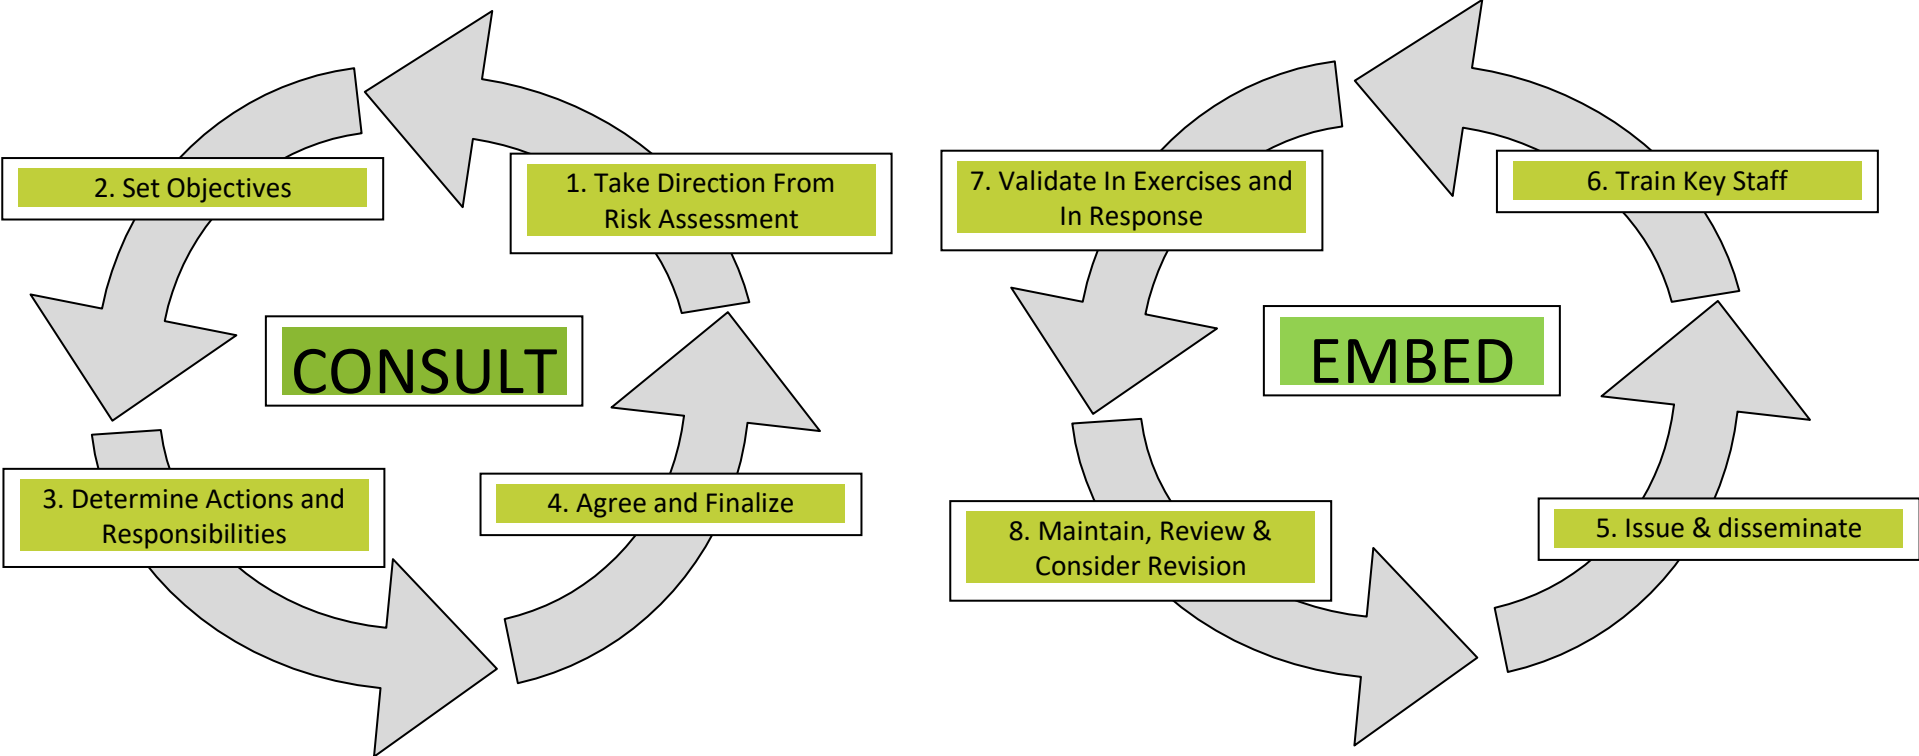 1. Take Direction From
Risk Assessment
2. Set Objectives
CONSULT
3. Determine Actions and
Responsibilities
4. Agree and Finalize
5. Issue & disseminate
6. Train Key Staff
7. Validate In Exercises and
In Response
EMBED
8. Maintain, Review &
Consider Revision